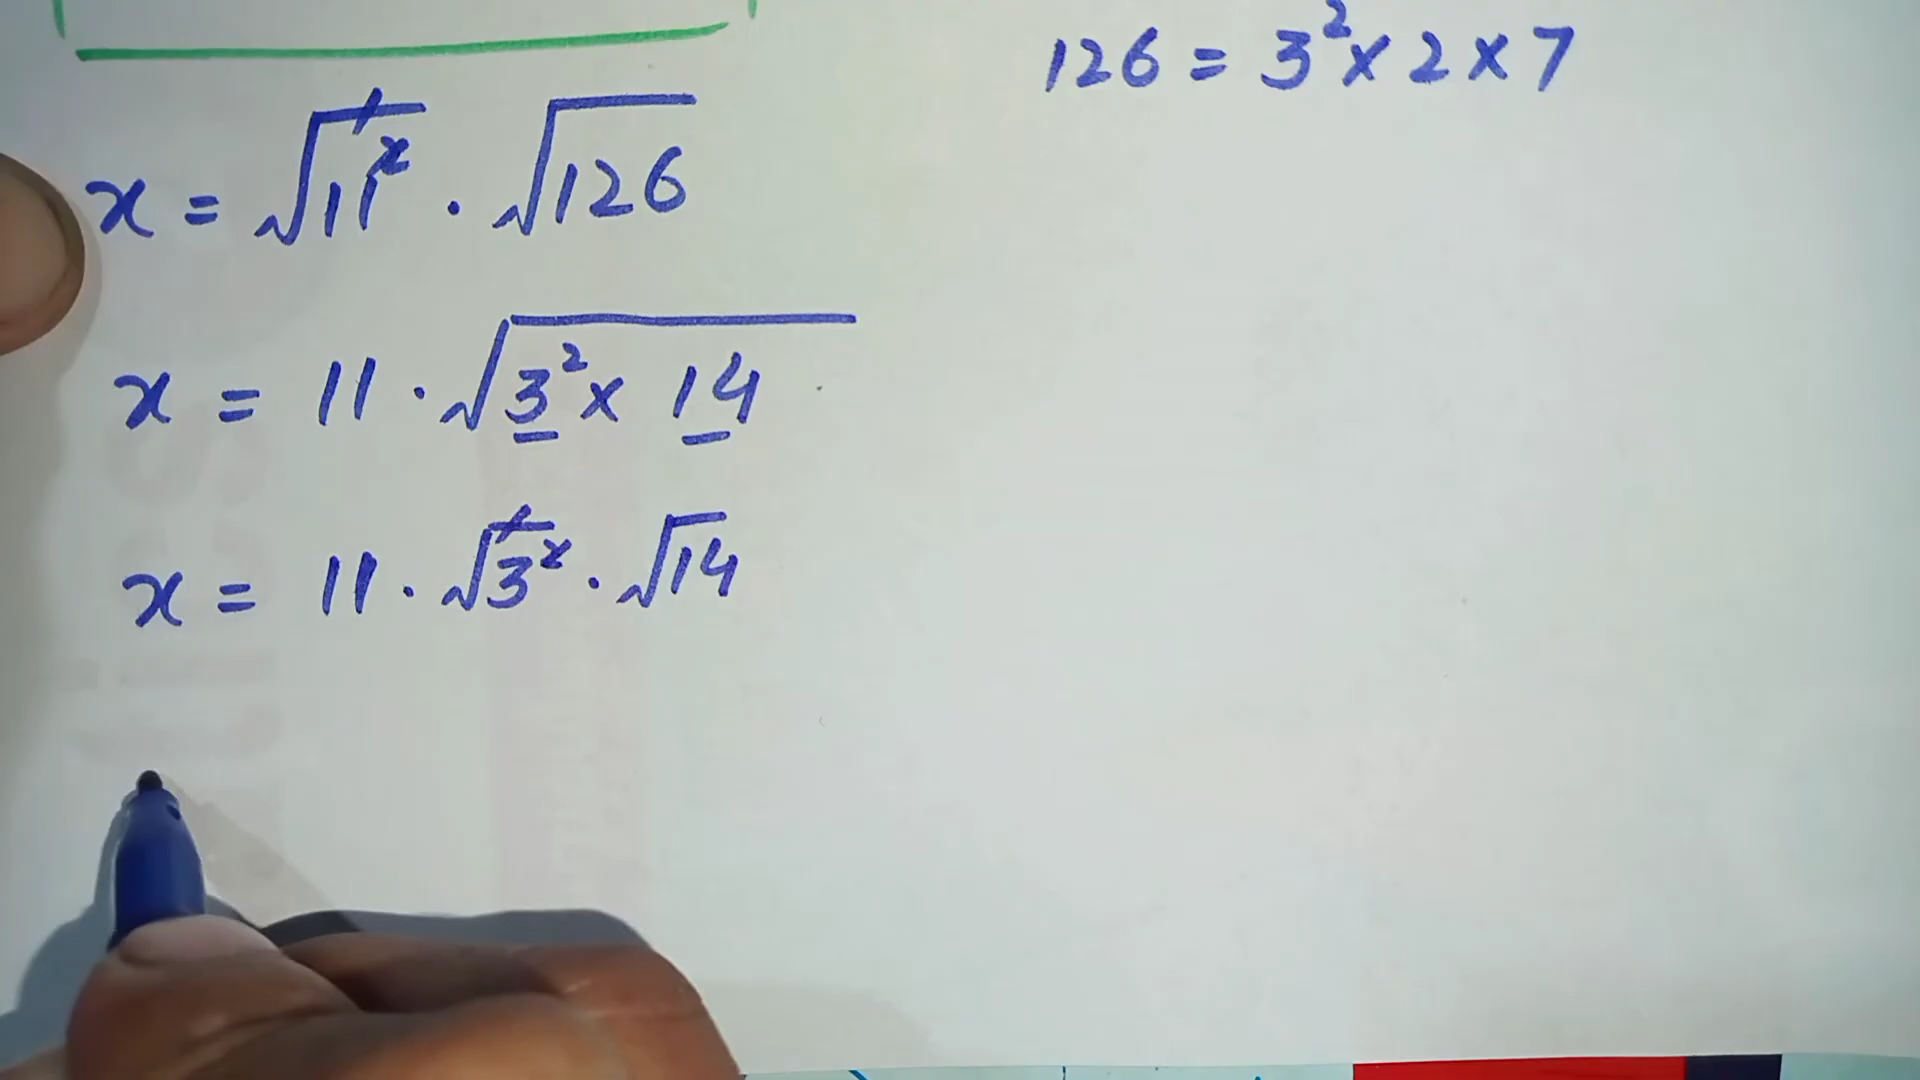 126 = 3² × 2 × 7
x = √11² · √126
x = 11 · √3² × 14
x = 11 · √3² · √14